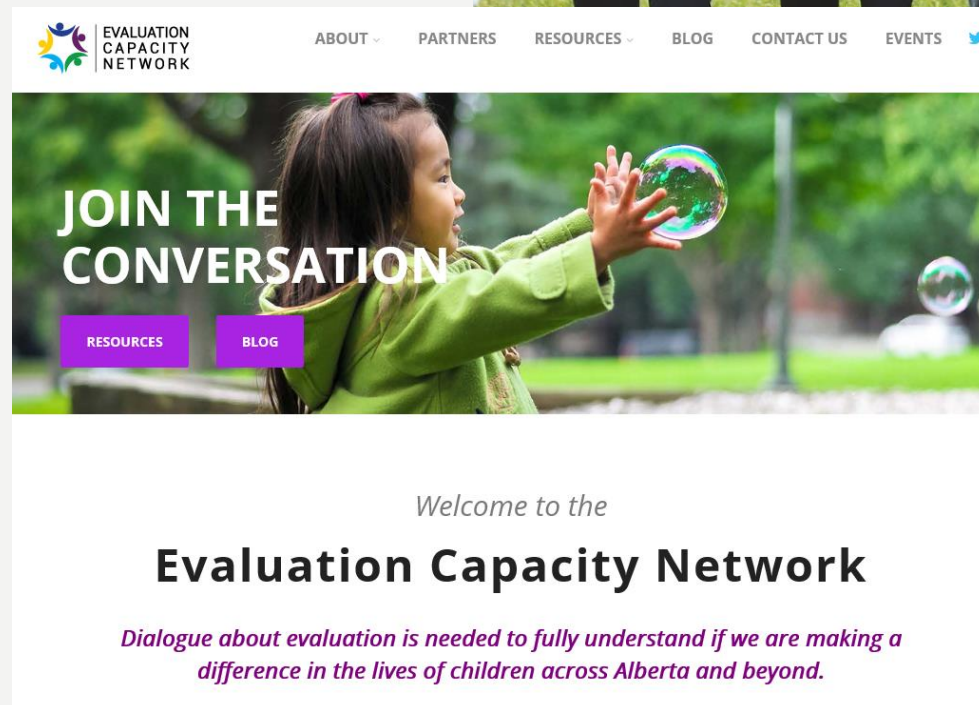 EVALUATION
CAPACITY
NETWORK
ABOUT
PARTNERS
RESOURCES
BLOG
CONTACT US
EVENTS
JOIN THE
CONVERSATION
RESOURCES
BLOG
Welcome to the
Evaluation Capacity Network
Dialogue about evaluation is needed to fully understand if we are making a
difference in the lives of children across Alberta and beyond.